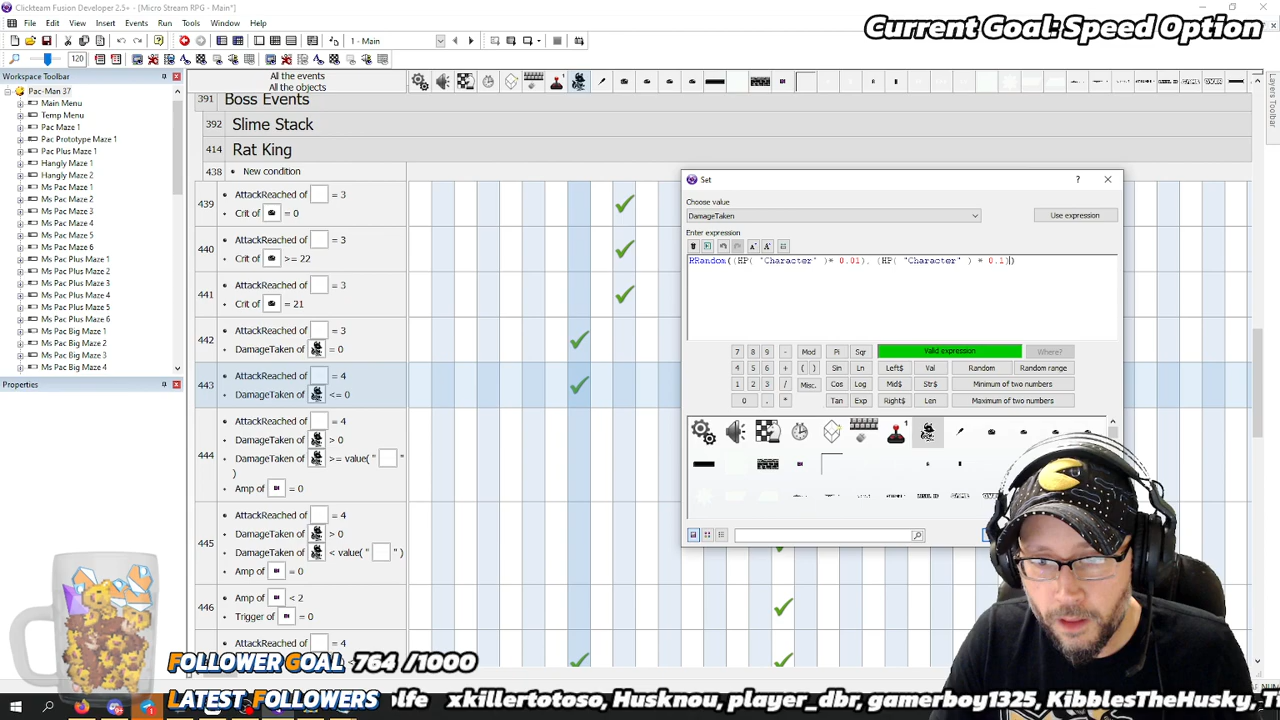 Clickteam Fusion Developer 2.5+ - [Micro Stream RPG - Main*]
File Edit View Insert Events Run Tools Window Help
Current Goal: Speed Option
1 - Main
120
Workspace Toolbar
Pac-Man 37
Main Menu
Temp Menu
Pac Maze 1
Pac Prototype Maze 1
Pac Plus Maze 1
Hangly Maze 1
Hangly Maze 2
Ms Pac Maze 1
Ms Pac Maze 2
Ms Pac Maze 3
Ms Pac Maze 4
Ms Pac Maze 5
Ms Pac Maze 6
Ms Pac Plus Maze 1
Ms Pac Plus Maze 2
Ms Pac Plus Maze 3
Ms Pac Plus Maze 4
Ms Pac Plus Maze 5
Ms Pac Plus Maze 6
Ms Pac Big Maze 1
Ms Pac Big Maze 2
Ms Pac Big Maze 3
Ms Pac Big Maze 4
Properties
All the events
All the objects
Layers Toolbar
391 Boss Events
392 Slime Stack
414 Rat King
438 • New condition
439 • AttackReached of = 3
• Crit of = 0
440 • AttackReached of = 3
• Crit of >= 22
441 • AttackReached of = 3
• Crit of = 21
442 • AttackReached of = 3
• DamageTaken of = 0
443 • AttackReached of = 4
• DamageTaken of <= 0
444 • AttackReached of = 4
• DamageTaken of > 0
• DamageTaken of >= value( " "
)
• Amp of = 0
445 • AttackReached of = 4
• DamageTaken of > 0
• DamageTaken of < value( " " )
• Amp of = 0
446 • Amp of < 2
• Trigger of = 0
• AttackReached of = 4
Set
Choose value
DamageTaken
Use expression
Enter expression
RRandom((HP( "Character" )* 0.01), (HP( "Character" ) * 0.1))
7 8 9 - Mod Pi Sqr Valid expression Where?
4 5 6 + ( ) Sin Ln Left$ Val Random Random range
1 2 3 / Misc. Cos Log Mid$ Str$ Minimum of two numbers
0 . * Tan Exp Right$ Len Maximum of two numbers
Follower Goal 764 /1000
Latest Followers olfe xkillertotoso, Husknou, player_dbr, gamerboy1325, KibblesTheHusky, T